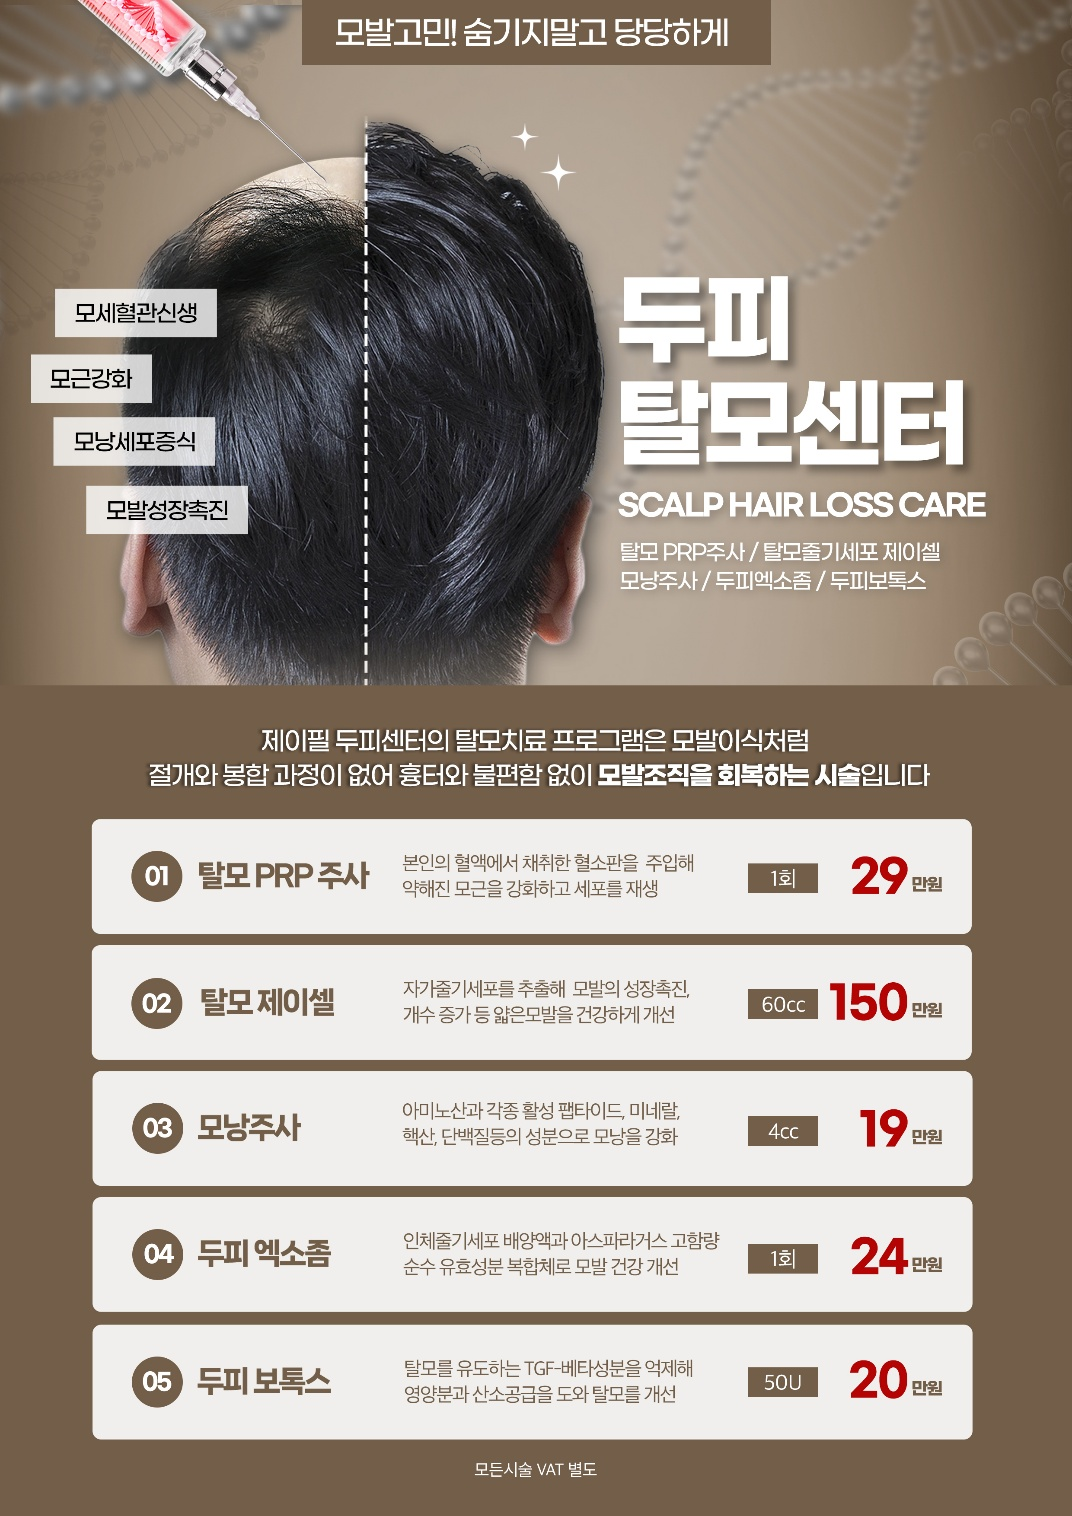 모발고민! 숨기지말고 당당하게
모세혈관신생
모근강화
모낭세포증식
모발성장촉진
두피
탈모센터
SCALP HAIR LOSS CARE
탈모 PRP주사 / 탈모줄기세포 제이셀
모낭주사 / 두피엑소좀 / 두피보톡스
제이필 두피센터의 탈모치료 프로그램은 모발이식처럼
절개와 봉합 과정이 없어 흉터와 불편함 없이 모발조직을 회복하는 시술입니다
01 탈모 PRP 주사
본인의 혈액에서 채취한 혈소판을 주입해
약해진 모근을 강화하고 세포를 재생
1회 29만원
02 탈모 제이셀
자가줄기세포를 추출해 모발의 성장촉진,
개수 증가 등 얇은모발을 건강하게 개선
60cc 150만원
03 모낭주사
아미노산과 각종 활성 팹타이드, 미네랄,
핵산, 단백질등의 성분으로 모낭을 강화
4cc 19만원
04 두피 엑소좀
인체줄기세포 배양액과 아스파라거스 고함량
순수 유효성분 복합체로 모발 건강 개선
1회 24만원
05 두피 보톡스
탈모를 유도하는 TGF-베타성분을 억제해
영양분과 산소공급을 도와 탈모를 개선
50U 20만원
모든시술 VAT 별도